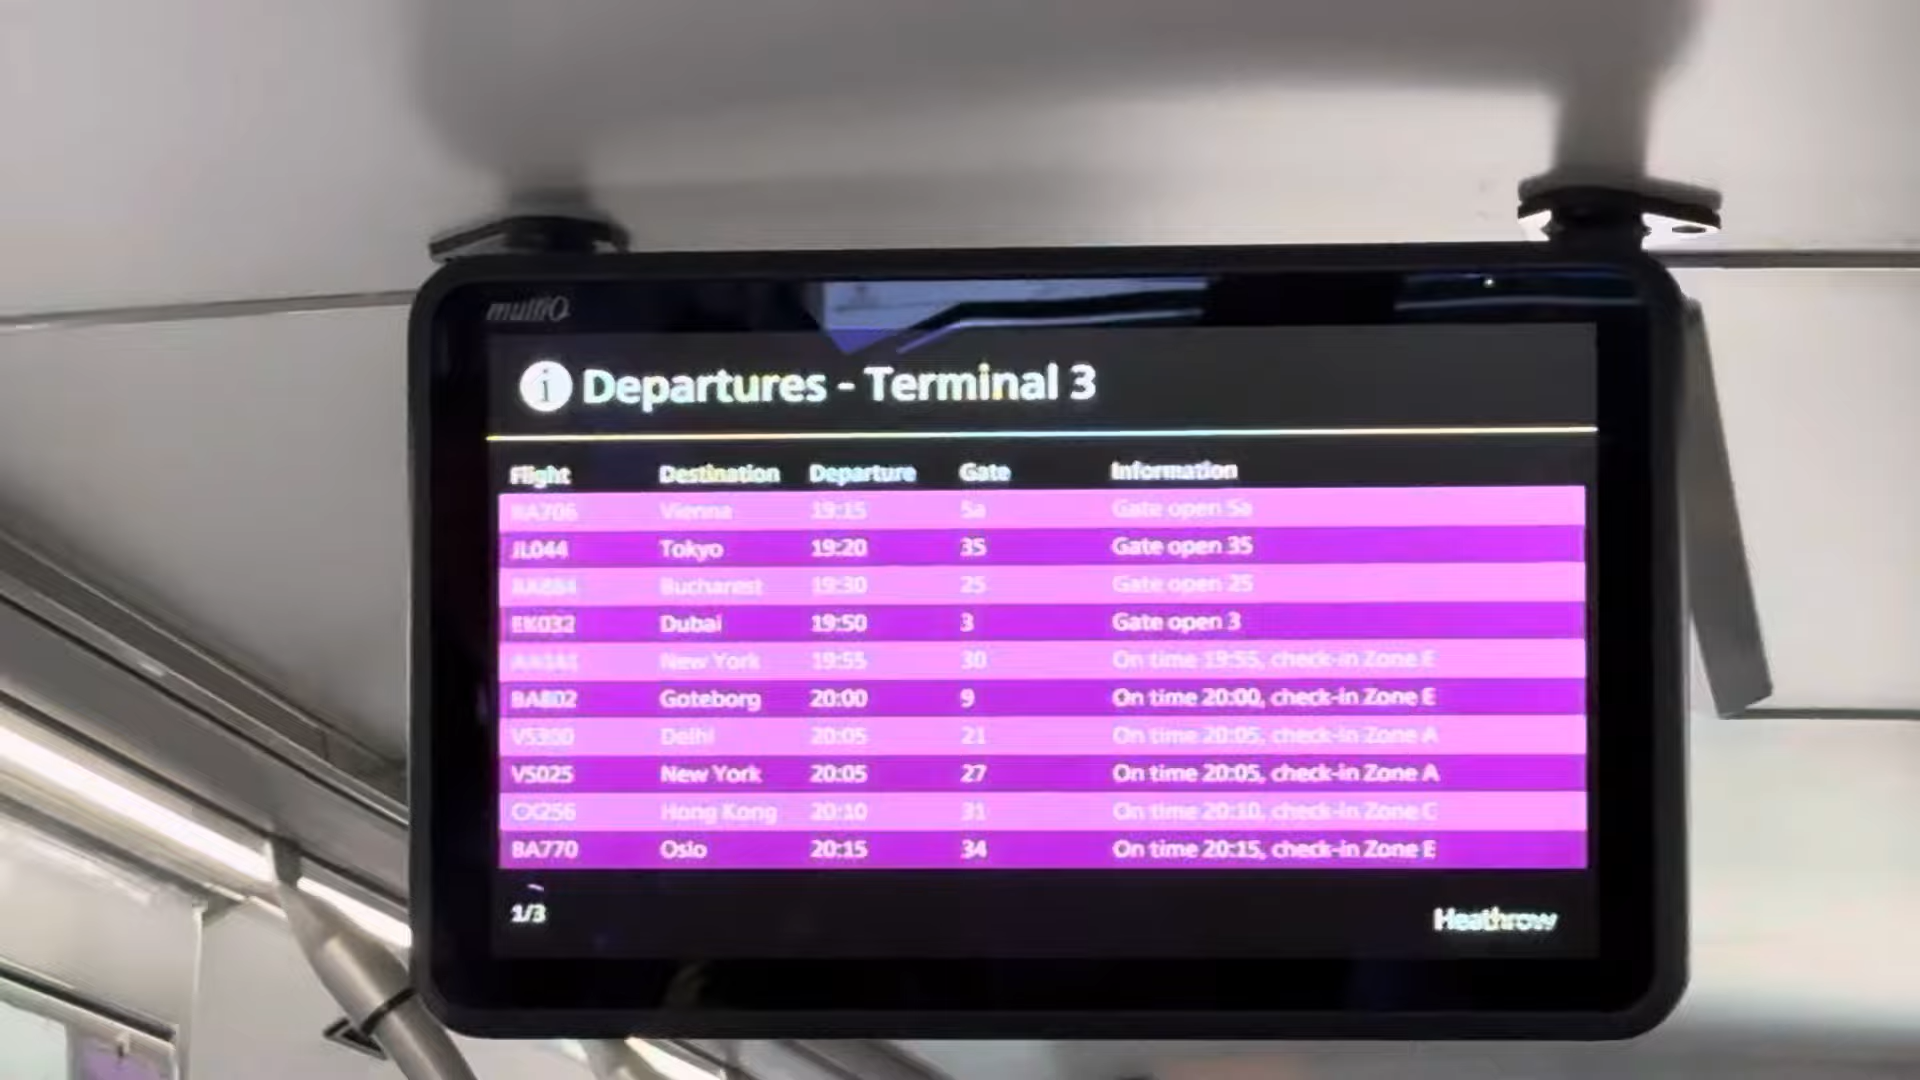 multiQ
i Departures - Terminal 3
Flight Destination Departure Gate Information
BA706 Vienna 19:15 5a Gate open 5a
JL044 Tokyo 19:20 35 Gate open 35
Bucharest 19:30 25 Gate open 25
EK032 Dubai 19:50 3 Gate open 3
New York 19:55 30 On time 19:55, check-in Zone E
BA802 Goteborg 20:00 9 On time 20:00, check-in Zone E
VS300 Delhi 20:05 21 On time 20:05, check-in Zone A
VS025 New York 20:05 27 On time 20:05, check-in Zone A
CX256 Hong Kong 20:10 31 On time 20:10, check-in Zone C
BA770 Oslo 20:15 34 On time 20:15, check-in Zone E
1/3
Heathrow